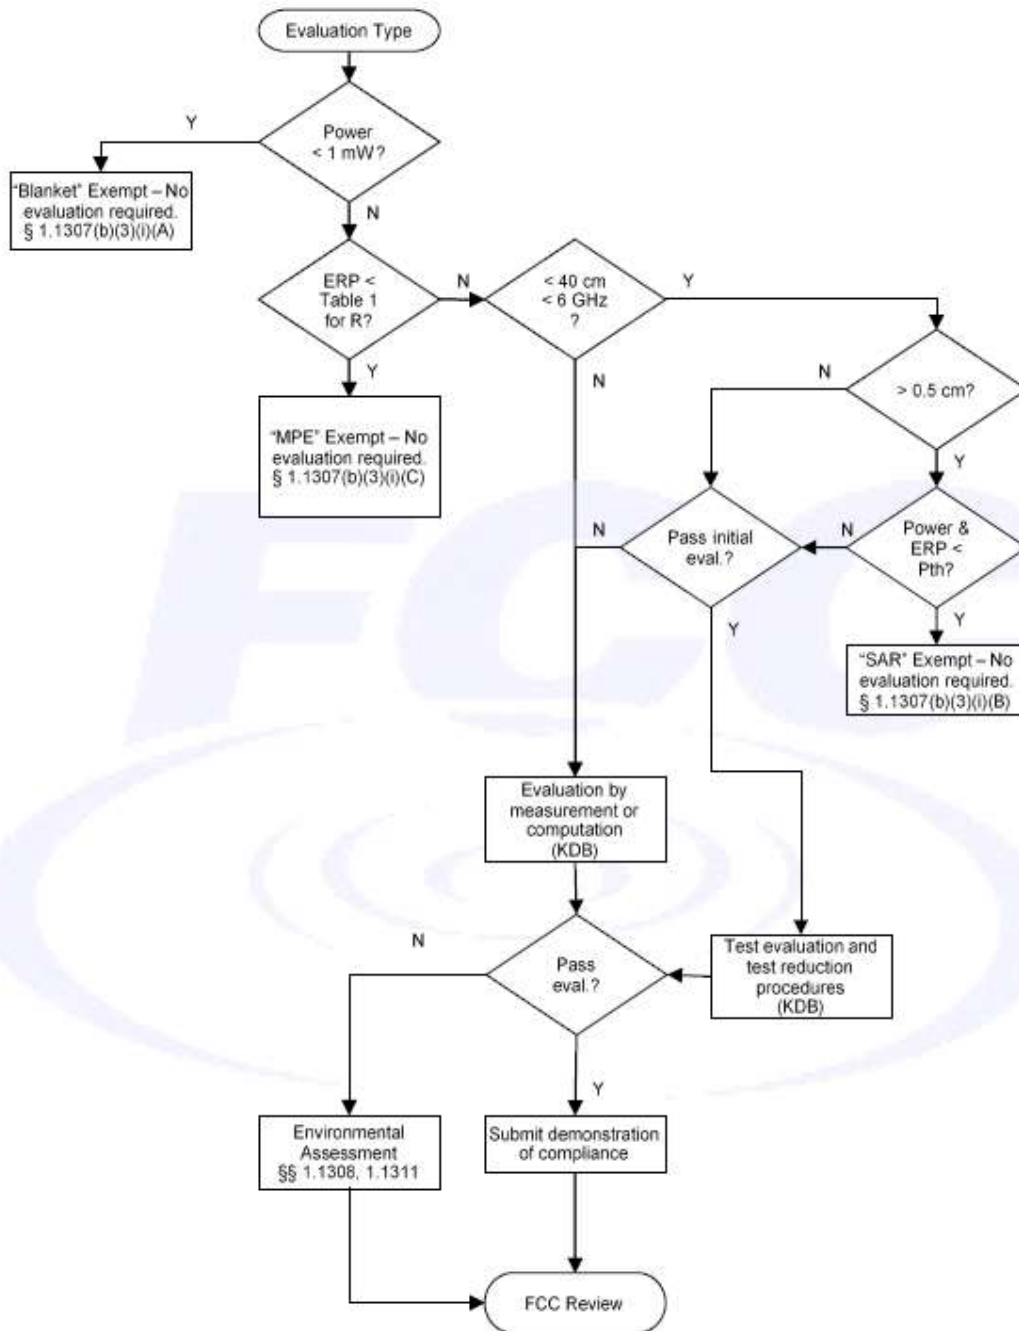 Evaluation Type
Y
Power
< 1 mW?
"Blanket" Exempt – No
evaluation required.
§ 1.1307(b)(3)(i)(A)
N
ERP <
Table 1
for R?
N
< 40 cm
< 6 GHz
?
Y
Y
N
N
> 0.5 cm?
"MPE" Exempt – No
evaluation required.
§ 1.1307(b)(3)(i)(C)
Y
N
Pass initial
eval.?
N
Power &
ERP <
Pth?
Y
Y
"SAR" Exempt – No
evaluation required.
§ 1.1307(b)(3)(i)(B)
FCC
Evaluation by
measurement or
computation
(KDB)
N
Pass
eval.?
Test evaluation and
test reduction
procedures
(KDB)
Y
Environmental
Assessment
§§ 1.1308, 1.1311
Submit demonstration
of compliance
FCC Review